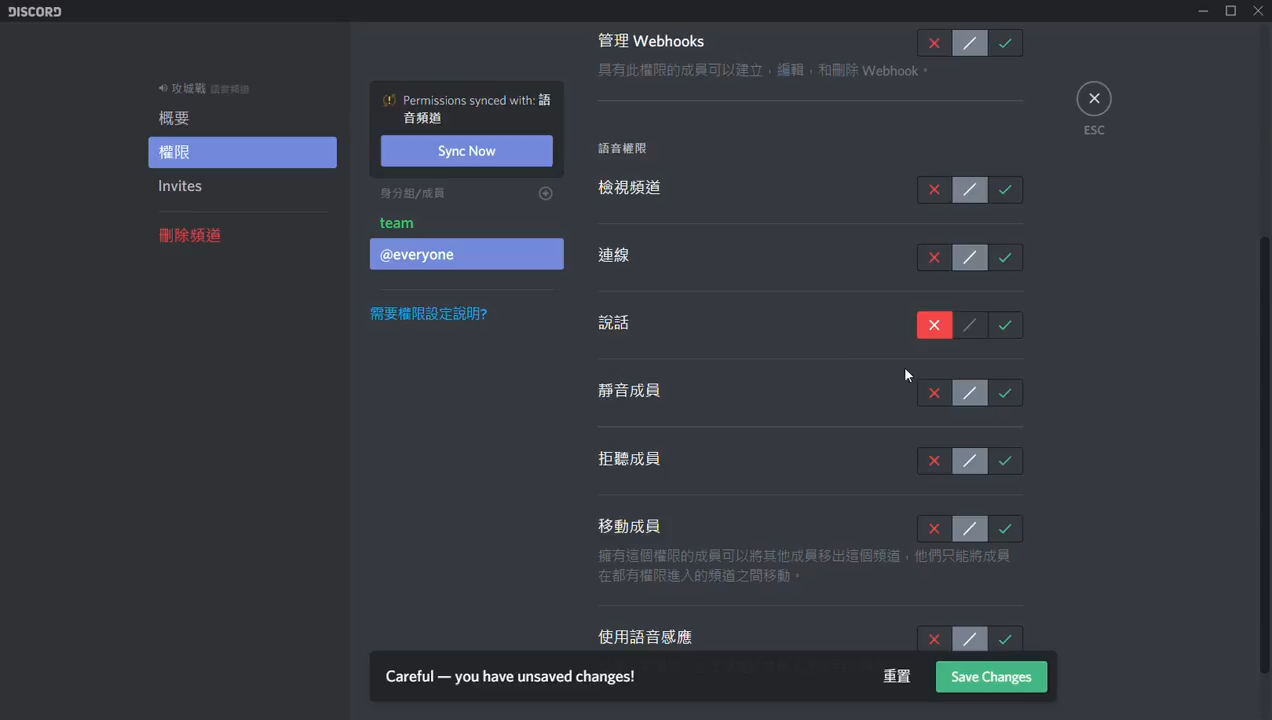 DISCORD
攻城戰 語音頻道
概要
權限
Invites
刪除頻道
Permissions synced with: 語
音頻道
Sync Now
身分組/成員
team
@everyone
需要權限設定說明?
管理 Webhooks
具有此權限的成員可以建立，編輯，和刪除 Webhook。
語音權限
檢視頻道
連線
說話
靜音成員
拒聽成員
移動成員
擁有這個權限的成員可以將其他成員移出這個頻道，他們只能將成員
在都有權限進入的頻道之間移動。
使用語音感應
ESC
Careful — you have unsaved changes!
重置
Save Changes